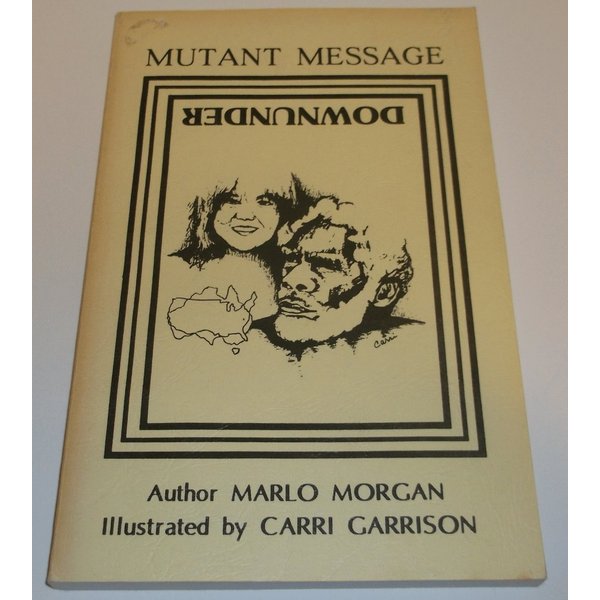 MUTANT MESSAGE
DOWNUNDER
Carri
Author MARLO MORGAN
Illustrated by CARRI GARRISON